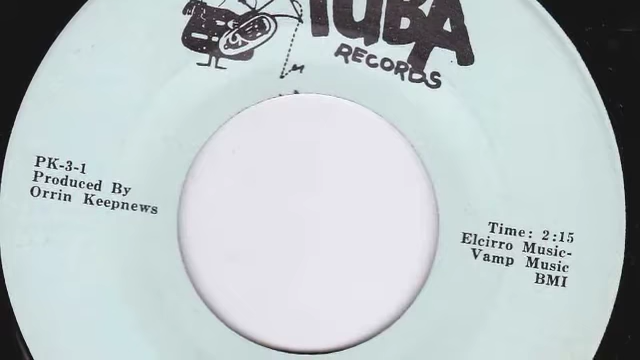 TUBA
RECORDS
PK-3-1
Produced By
Orrin Keepnews
Time: 2:15
Elcirro Music-
Vamp Music
BMI